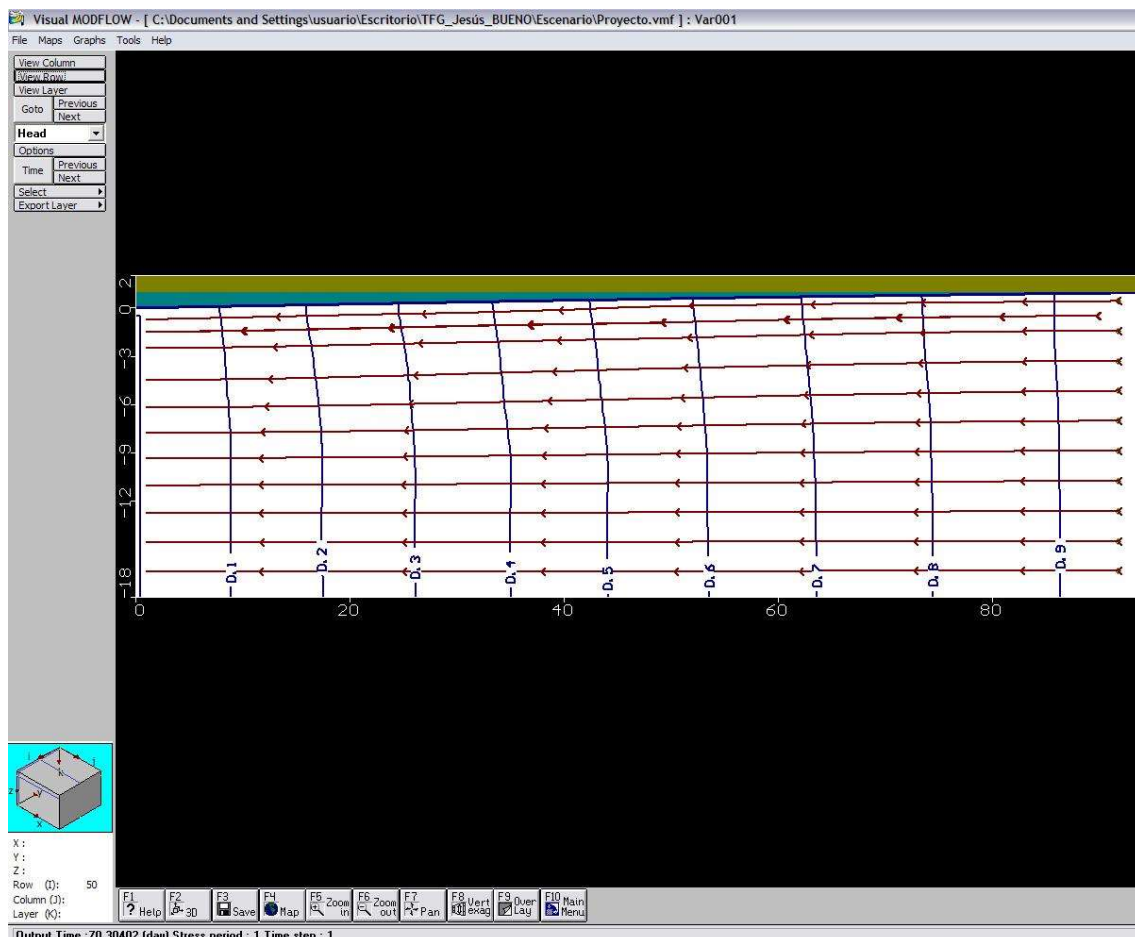 Visual MODFLOW - [ C:\Documents and Settings\usuario\Escritorio\TFG_Jesús_BUENO\Escenario\Proyecto.vmf ] : Var001
File Maps Graphs Tools Help
View Column
View Row
View Layer
Goto Previous
Next
Head
Options
Time Previous
Next
Select
Export Layer
2
0
-3
-6
-9
-12
-18
0.1
0.2
0.3
0.4
0.5
0.6
0.7
0.8
0.9
0 20 40 60 80
i j k
z y x
X :
Y :
Z :
Row (I): 50
Column (J):
Layer (K):
F1 ? Help
F2 3D
F3 Save
F4 Map
F5 Zoom in
F6 Zoom out
F7 Pan
F8 Vert exag
F9 Over Lay
F10 Main Menu
Output Time :70.30402 (day) Stress period : 1 Time step : 1